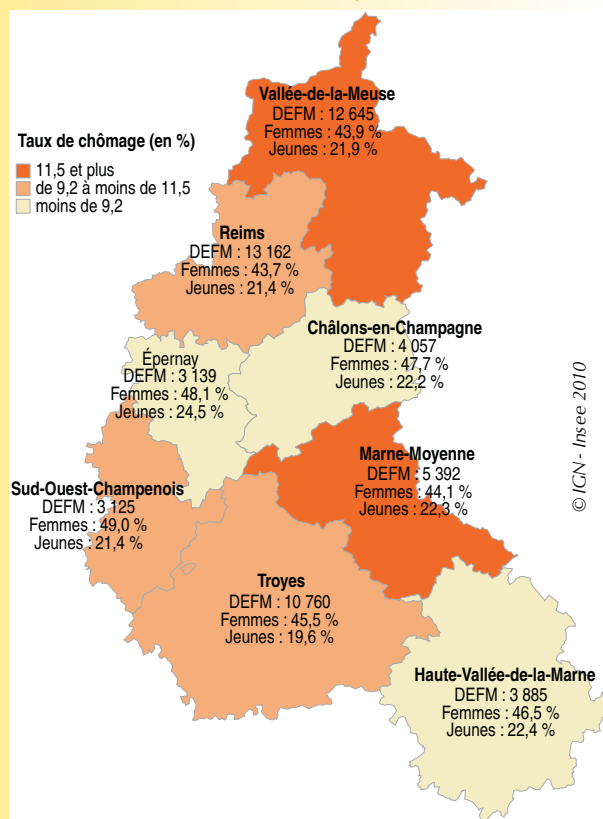 Vallée-de-la-Meuse
DEFM : 12 645
Femmes : 43,9 %
Jeunes : 21,9 %
Taux de chômage (en %)
11,5 et plus
de 9,2 à moins de 11,5
moins de 9,2
Reims
DEFM : 13 162
Femmes : 43,7 %
Jeunes : 21,4 %
Châlons-en-Champagne
DEFM : 4 057
Femmes : 47,7 %
Jeunes : 22,2 %
Épernay
DEFM : 3 139
Femmes : 48,1 %
Jeunes : 24,5 %
Marne-Moyenne
DEFM : 5 392
Femmes : 44,1 %
Jeunes : 22,3 %
Sud-Ouest-Champenois
DEFM : 3 125
Femmes : 49,0 %
Jeunes : 21,4 %
Troyes
DEFM : 10 760
Femmes : 45,5 %
Jeunes : 19,6 %
Haute-Vallée-de-la-Marne
DEFM : 3 885
Femmes : 46,5 %
Jeunes : 22,4 %
© IGN - Insee 2010